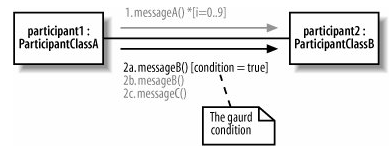 1. messageA() *[i=0..9]
participant1 :
ParticipantClassA
participant2 :
ParticipantClassB
2a. messageB() [condition = true]
2b. messageB()
2c. messageC()
The gaurd
condition